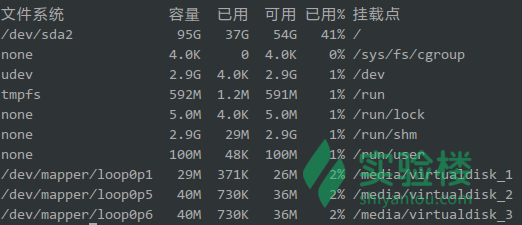 文件系统 容量 已用 可用 已用% 挂载点
/dev/sda2 95G 37G 54G 41% /
none 4.0K 0 4.0K 0% /sys/fs/cgroup
udev 2.9G 4.0K 2.9G 1% /dev
tmpfs 592M 1.2M 591M 1% /run
none 5.0M 4.0K 5.0M 1% /run/lock
none 2.9G 29M 2.9G 1% /run/shm
none 100M 48K 100M 1% /run/user
/dev/mapper/loop0p1 29M 371K 26M 2% /media/virtualdisk_1
/dev/mapper/loop0p5 40M 730K 36M 2% /media/virtualdisk_2
/dev/mapper/loop0p6 40M 730K 36M 2% /media/virtualdisk_3
实验楼
shiyanlou.com